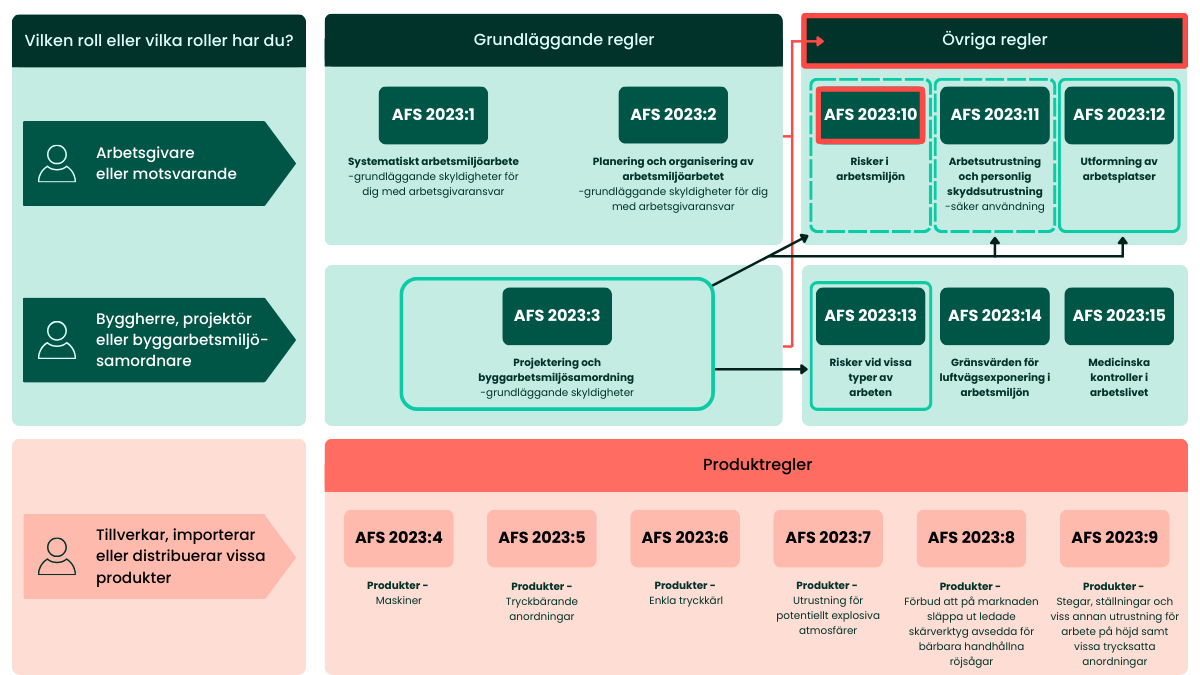 Vilken roll eller vilka roller har du?
Arbetsgivare
eller motsvarande
Byggherre, projektör
eller byggarbetsmiljö-
samordnare
Grundläggande regler
AFS 2023:1
Systematiskt arbetsmiljöarbete
-grundläggande skyldigheter för
dig med arbetsgivaransvar
AFS 2023:2
Planering och organisering av
arbetsmiljöarbetet
-grundläggande skyldigheter för dig
med arbetsgivaransvar
AFS 2023:3
Projektering och
byggarbetsmiljösamordning
-grundläggande skyldigheter
Övriga regler
AFS 2023:10
Risker i
arbetsmiljön
AFS 2023:11
Arbetsutrustning
och personlig
skyddsutrustning
-säker användning
AFS 2023:12
Utformning av
arbetsplatser
AFS 2023:13
Risker vid vissa
typer av
arbeten
AFS 2023:14
Gränsvärden för
luftvägsexponering i
arbetsmiljön
AFS 2023:15
Medicinska
kontroller i
arbetslivet
Tillverkar, importerar
eller distribuerar vissa
produkter
Produktregler
AFS 2023:4
Produkter -
Maskiner
AFS 2023:5
Produkter -
Tryckbärande
anordningar
AFS 2023:6
Produkter -
Enkla tryckkärl
AFS 2023:7
Produkter -
Utrustning för
potentiellt explosiva
atmosfärer
AFS 2023:8
Produkter -
Förbud att på marknaden
släppa ut ledade
skärverktyg avsedda för
bärbara handhållna
röjsågar
AFS 2023:9
Produkter -
Stegar, ställningar och
viss annan utrustning för
arbete på höjd samt
vissa trycksatta
anordningar